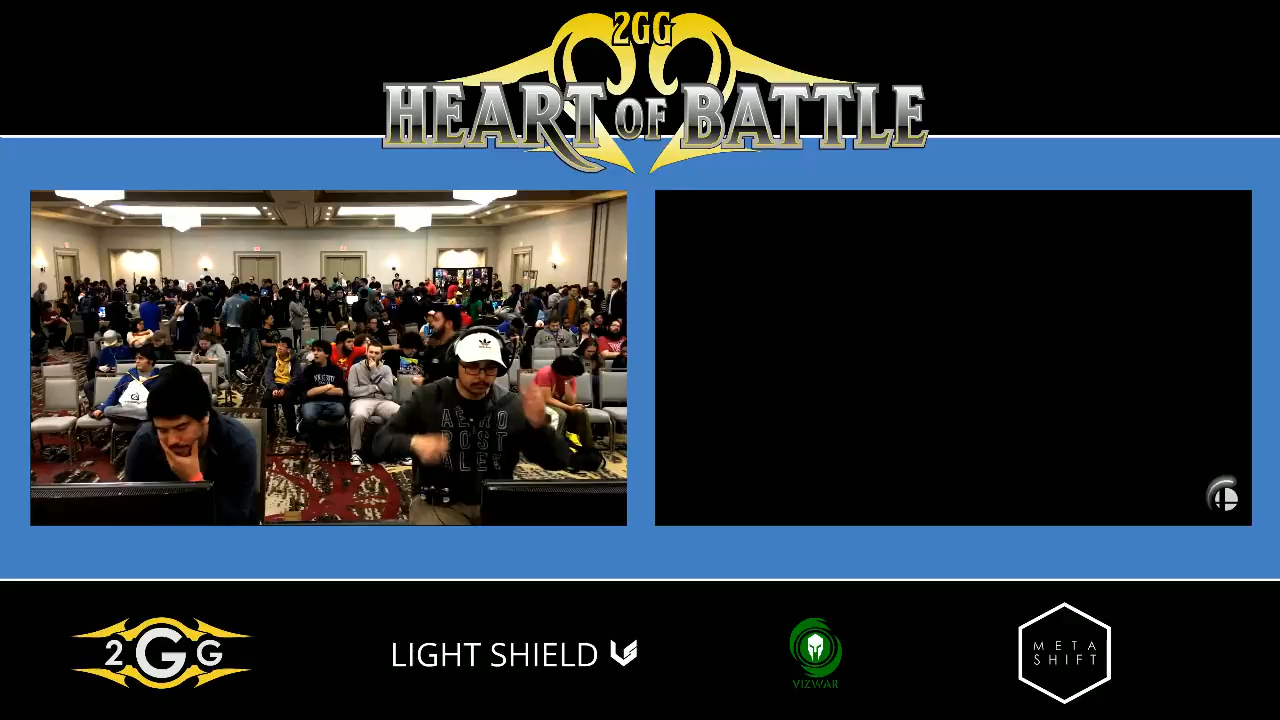 2GG
HEART OF BATTLE
AERO
POST
ALE
2GG
LIGHT SHIELD
VIZWAR
META
SHIFT